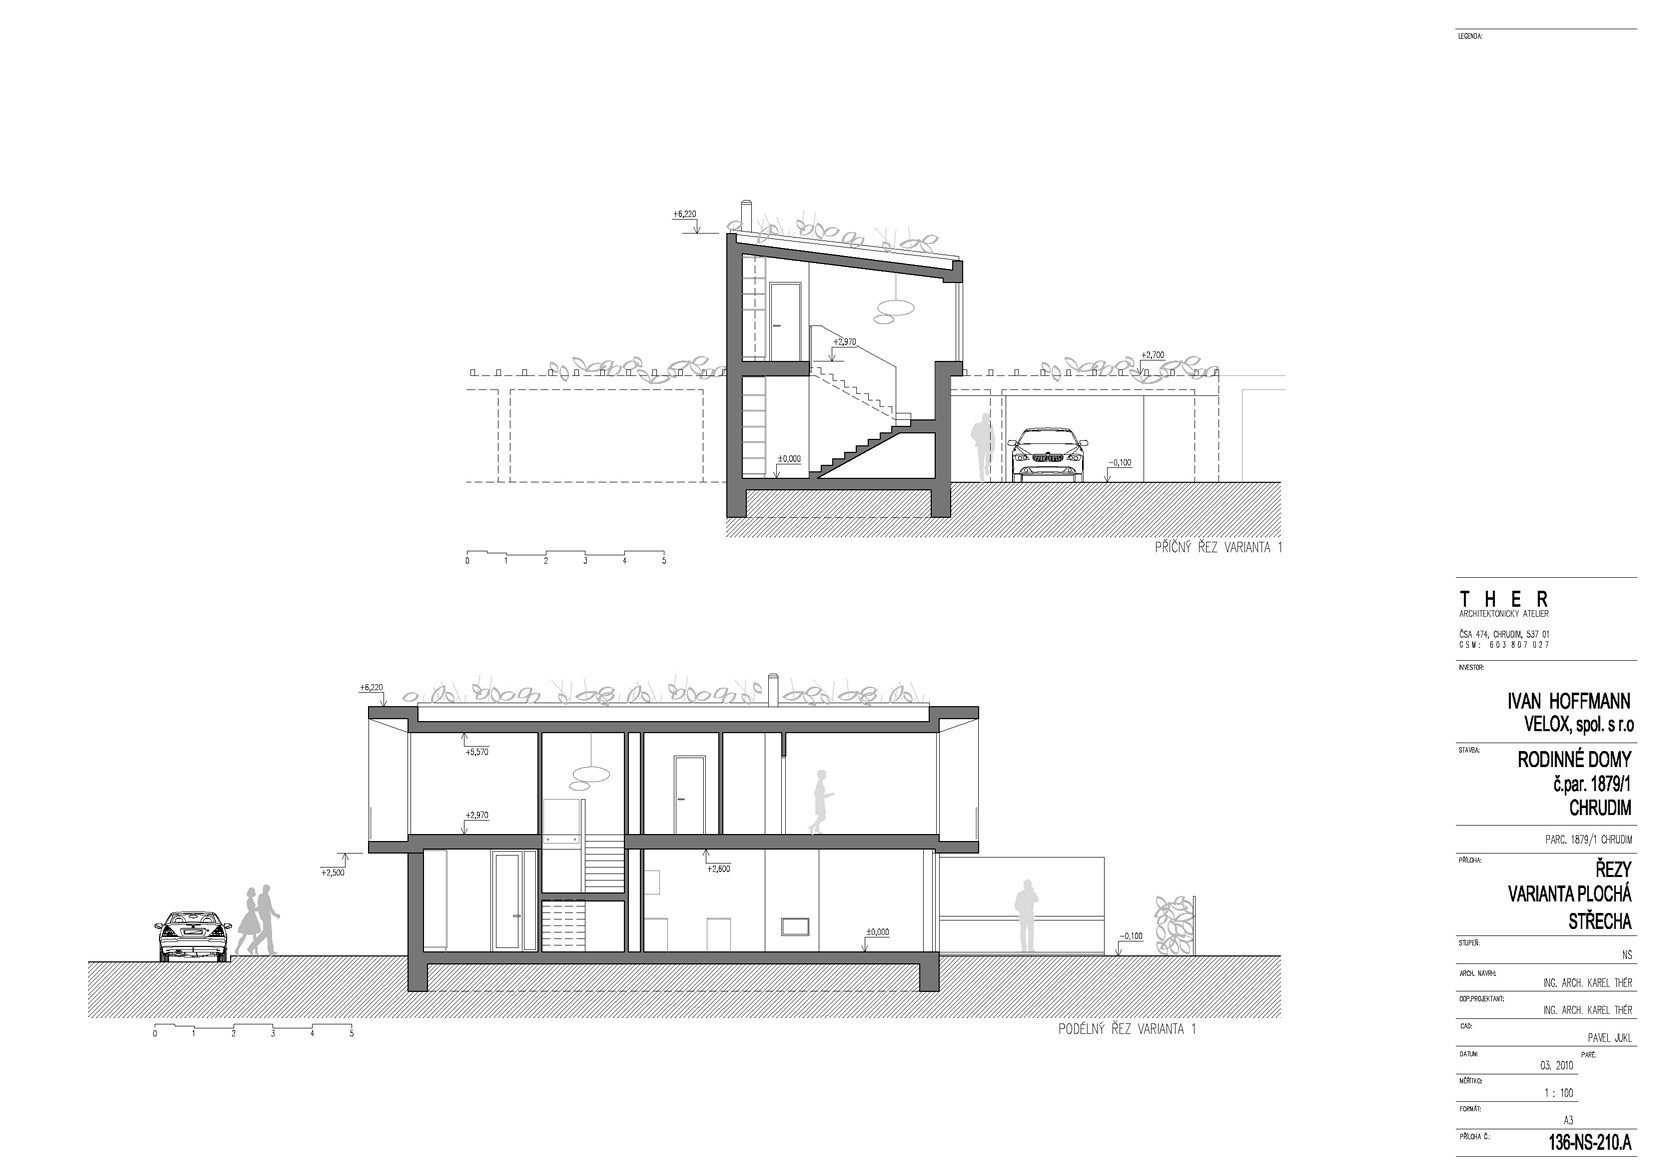 LEGENDA:
+6,220
+2,970
+2,700
±0,000
-0,100
PŘÍČNÝ ŘEZ VARIANTA 1
0 1 2 3 4 5
THER
ARCHITEKTONICKÝ ATELIER
ČSA 474, CHRUDIM, 537 01
GSM: 603 807 027
INVESTOR:
IVAN HOFFMANN
VELOX, spol. s r.o
STAVBA:
RODINNÉ DOMY
č.par. 1879/1
CHRUDIM
PARC. 1879/1 CHRUDIM
PŘÍLOHA:
ŘEZY
VARIANTA PLOCHÁ
STŘECHA
STUPEŇ:
NS
ARCH. NÁVRH:
ING. ARCH. KAREL THÉR
ODP.PROJEKTANT:
ING. ARCH. KAREL THÉR
CAD:
PAVEL JUKL
DATUM:
PARÉ:
03. 2010
MĚŘÍTKO:
1 : 100
FORMÁT:
A3
PŘÍLOHA Č.:
136-NS-210.A
+6,220
+5,570
+2,970
+2,500
+2,600
±0,000
-0,100
0 1 2 3 4 5
PODÉLNÝ ŘEZ VARIANTA 1